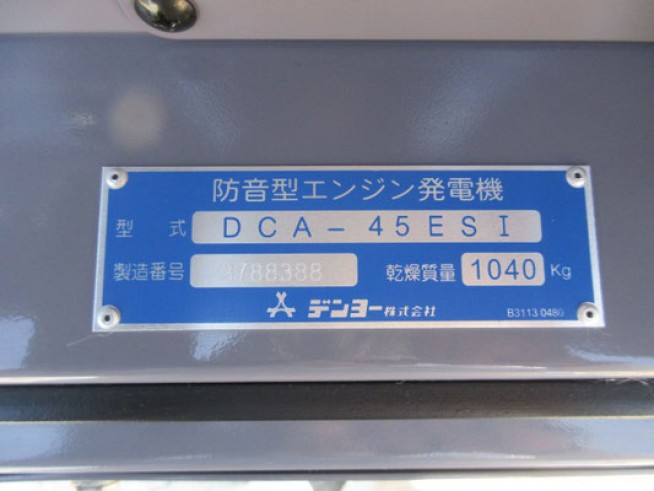 防音型エンジン発電機
型式 DCA-45ESI
製造番号 3788388 乾燥質量 1040 Kg
デンヨー株式会社 B3113 0480